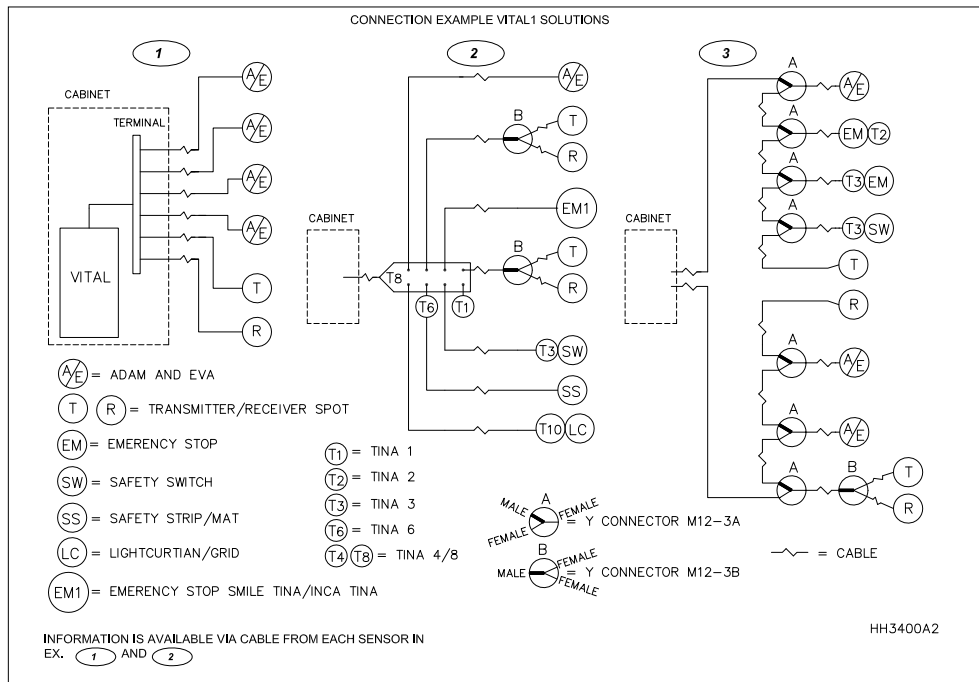 CONNECTION EXAMPLE VITAL1 SOLUTIONS
1
CABINET
TERMINAL
VITAL
A/E
A/E
A/E
A/E
T
R
2
CABINET
T8
A/E
B
T
R
EM1
B
T
R
T6
T1
T3 SW
SS
T10 LC
3
CABINET
A
A/E
A
EM T2
A
T3 EM
A
T3 SW
T
R
A
A/E
A
A/E
A
B
T
R
A/E = ADAM AND EVA
T R = TRANSMITTER/RECEIVER SPOT
EM = EMERENCY STOP
SW = SAFETY SWITCH
SS = SAFETY STRIP/MAT
LC = LIGHTCURTIAN/GRID
EM1 = EMERENCY STOP SMILE TINA/INCA TINA
T1 = TINA 1
T2 = TINA 2
T3 = TINA 3
T6 = TINA 6
T4 T8 = TINA 4/8
A
MALE FEMALE
FEMALE
= Y CONNECTOR M12-3A
B
MALE FEMALE
FEMALE
= Y CONNECTOR M12-3B
= CABLE
HH3400A2
INFORMATION IS AVAILABLE VIA CABLE FROM EACH SENSOR IN
EX. 1 AND 2